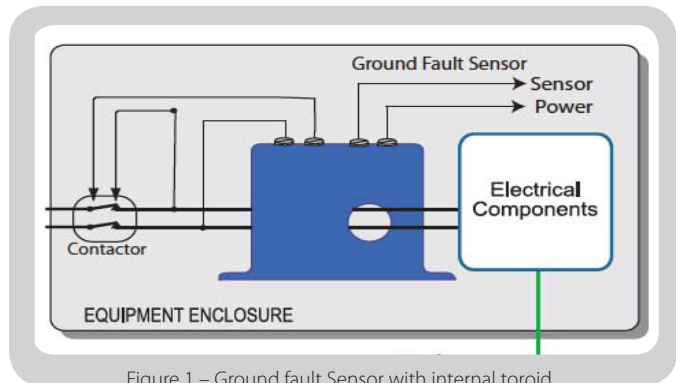 Ground Fault Sensor
Sensor
Power
Electrical
Components
Contactor
EQUIPMENT ENCLOSURE
Figure 1 – Ground fault Sensor with internal toroid